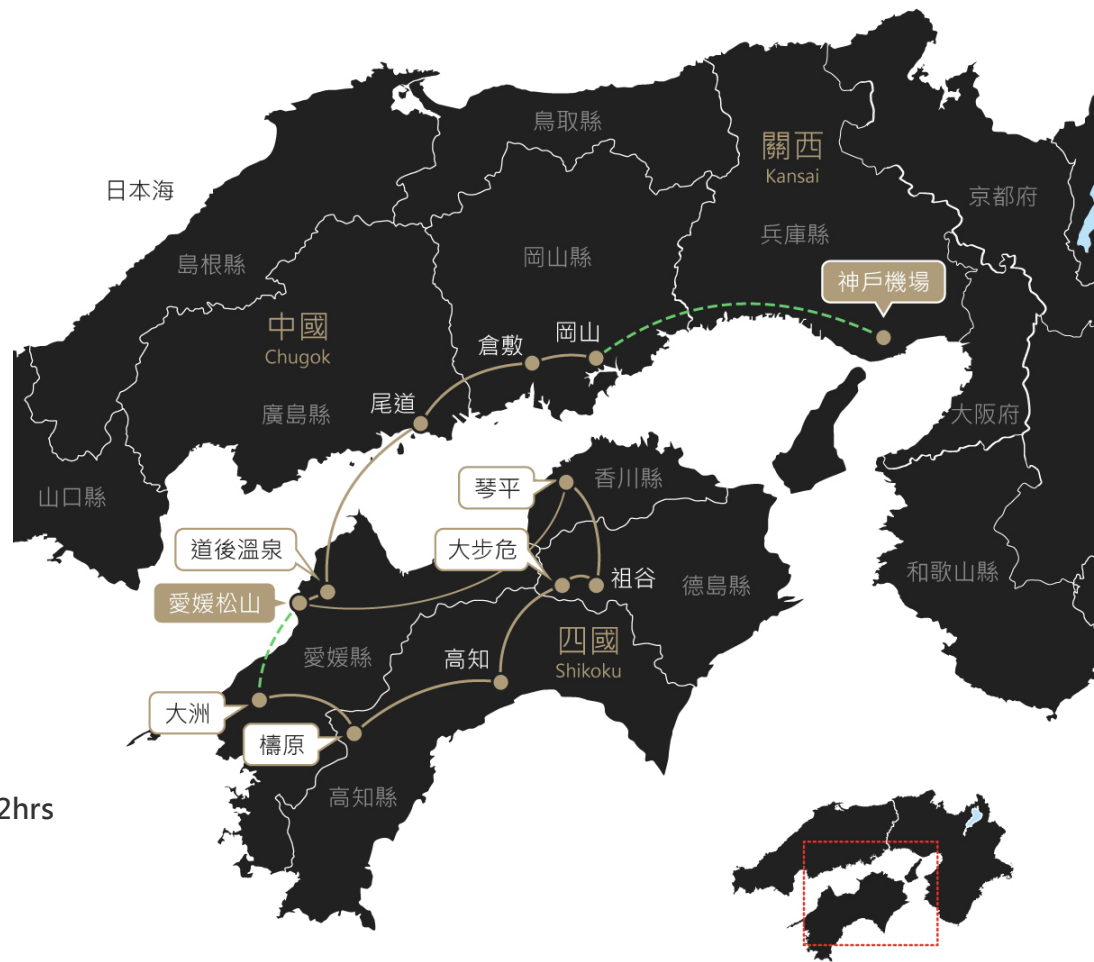 鳥取縣
關西
Kansai
日本海
京都府
兵庫縣
島根縣
岡山縣
神戶機場
中國
Chugok
岡山
倉敷
尾道
廣島縣
大阪府
山口縣
琴平
香川縣
道後溫泉
大步危
祖谷
德島縣
和歌山縣
愛媛松山
愛媛縣
高知
四國
Shikoku
大洲
檮原
高知縣
2hrs